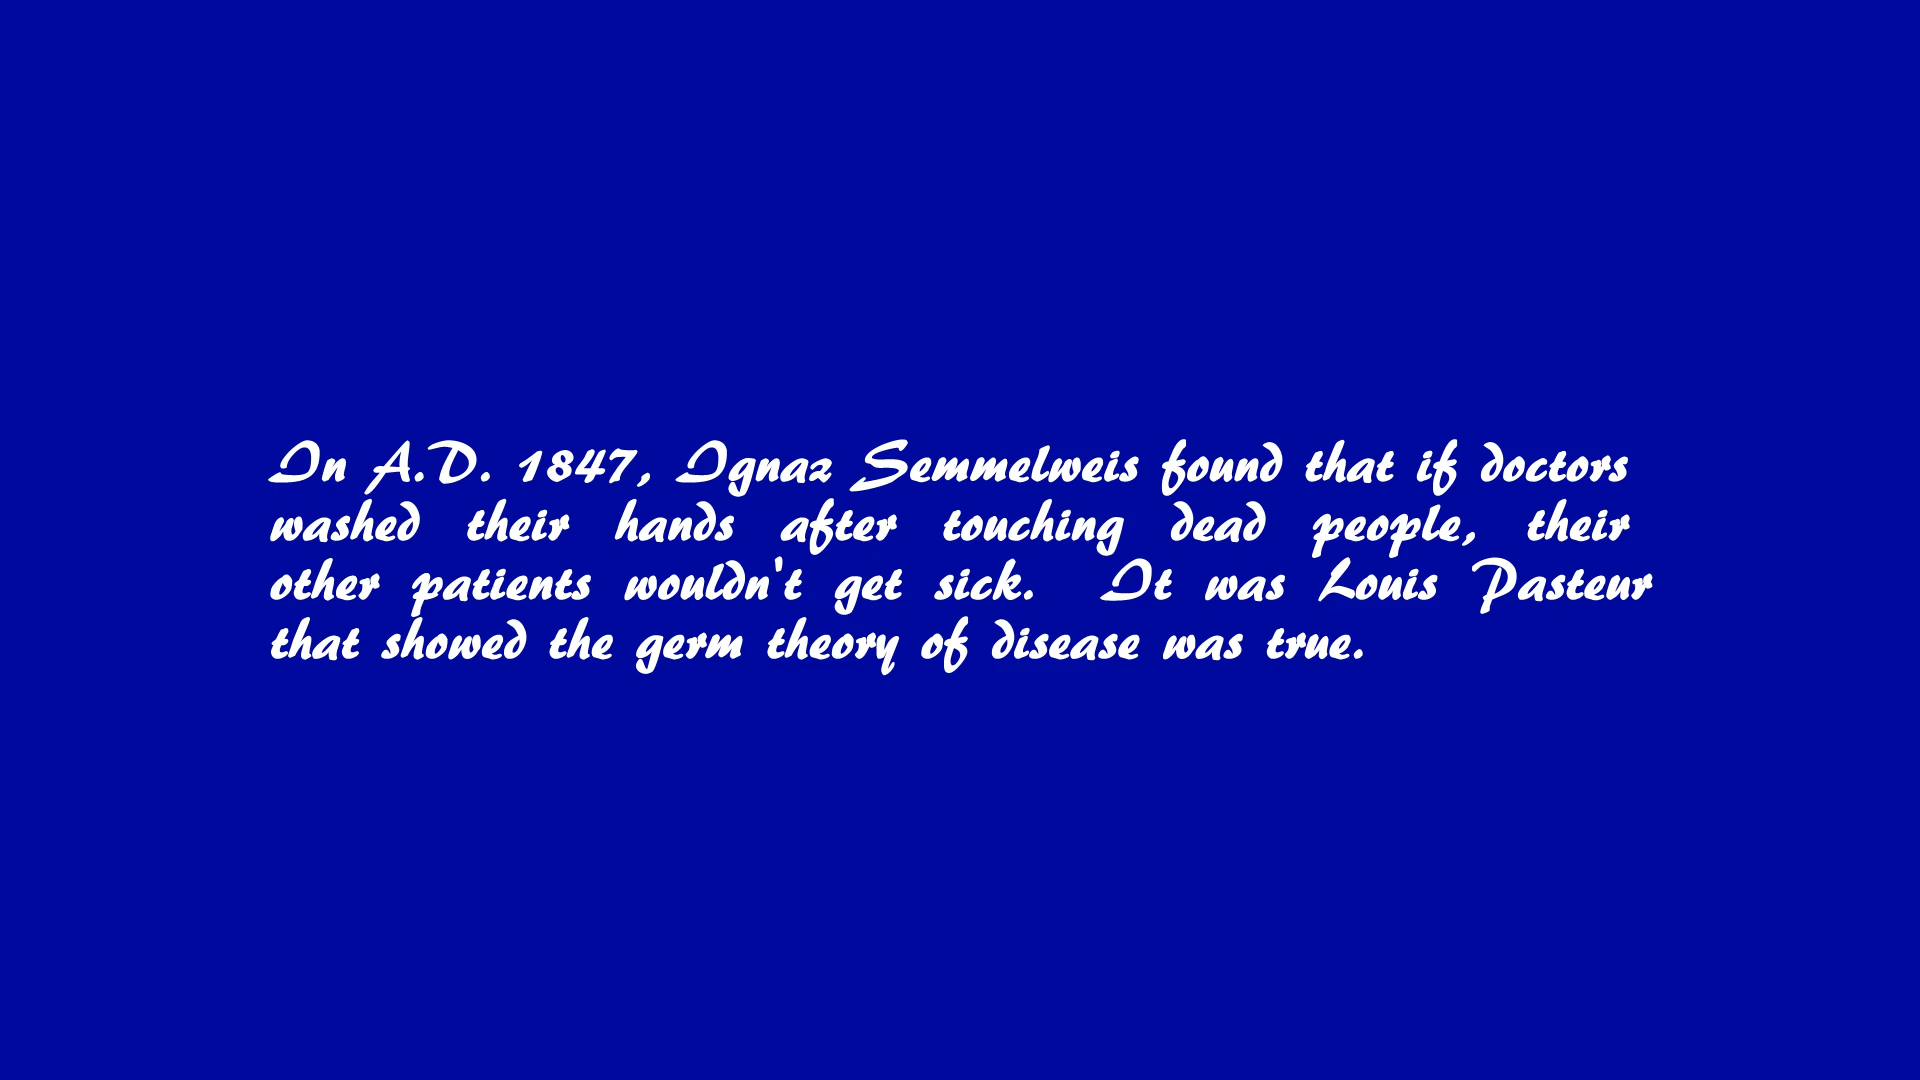 In A.D. 1847, Ignaz Semmelweis found that if doctors
washed their hands after touching dead people, their
other patients wouldn't get sick.  It was Louis Pasteur
that showed the germ theory of disease was true.